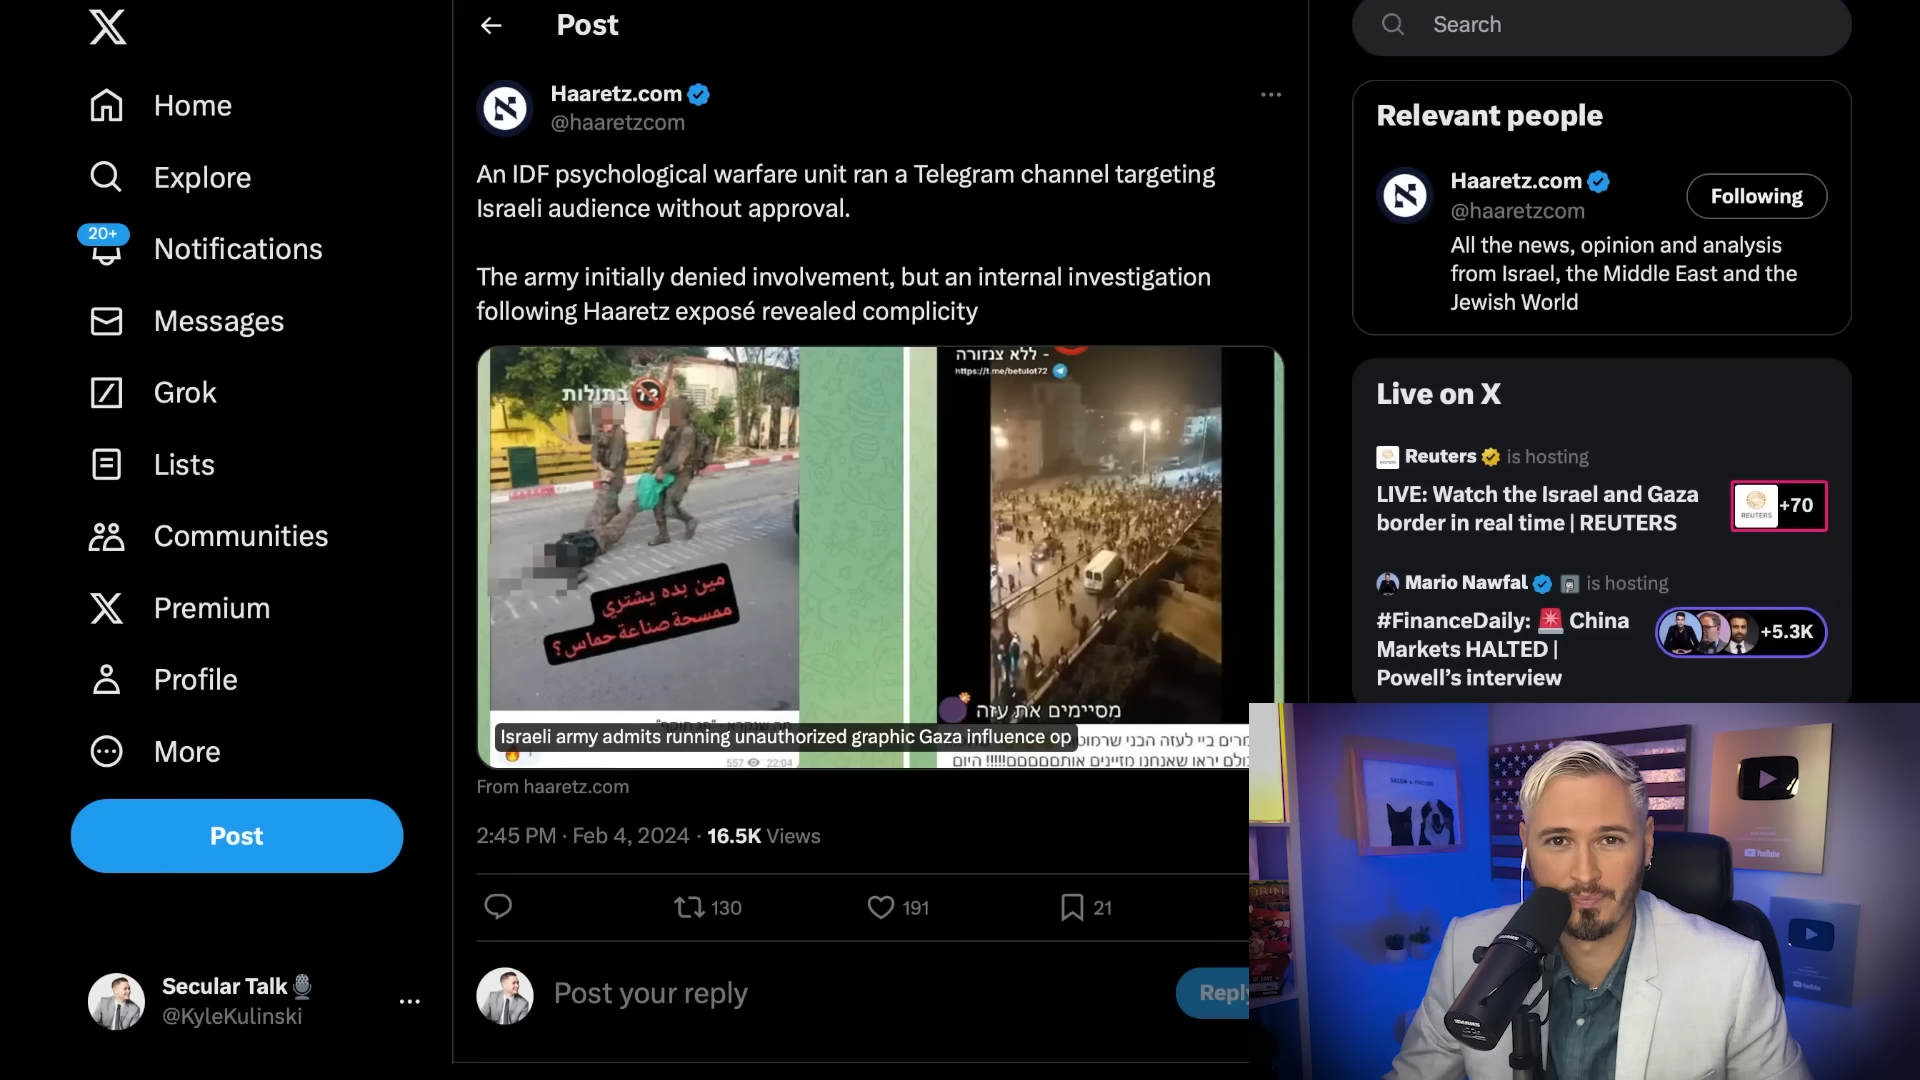 Home
Explore
20+
Notifications
Messages
Grok
Lists
Communities
Premium
Profile
More
Post
Secular Talk
@KyleKulinski
Post
Haaretz.com
@haaretzcom
An IDF psychological warfare unit ran a Telegram channel targeting
Israeli audience without approval.
The army initially denied involvement, but an internal investigation
following Haaretz exposé revealed complicity
72 בתולות
مين بده يشتري
ممسحة صناعة حماس؟
557 22:04
- ללא צנזורה
https://t.me/betulot72
מסיימים את עזה
Israeli army admits running unauthorized graphic Gaza influence op
From haaretz.com
2:45 PM · Feb 4, 2024 · 16.5K Views
130
191
21
Post your reply
Reply
Search
Relevant people
Haaretz.com
@haaretzcom
Following
All the news, opinion and analysis
from Israel, the Middle East and the
Jewish World
Live on X
Reuters is hosting
LIVE: Watch the Israel and Gaza
border in real time | REUTERS
REUTERS
+70
Mario Nawfal is hosting
#FinanceDaily: 🚨 China
Markets HALTED |
Powell's interview
+5.3K
SALEM & PHOEBE
YouTube